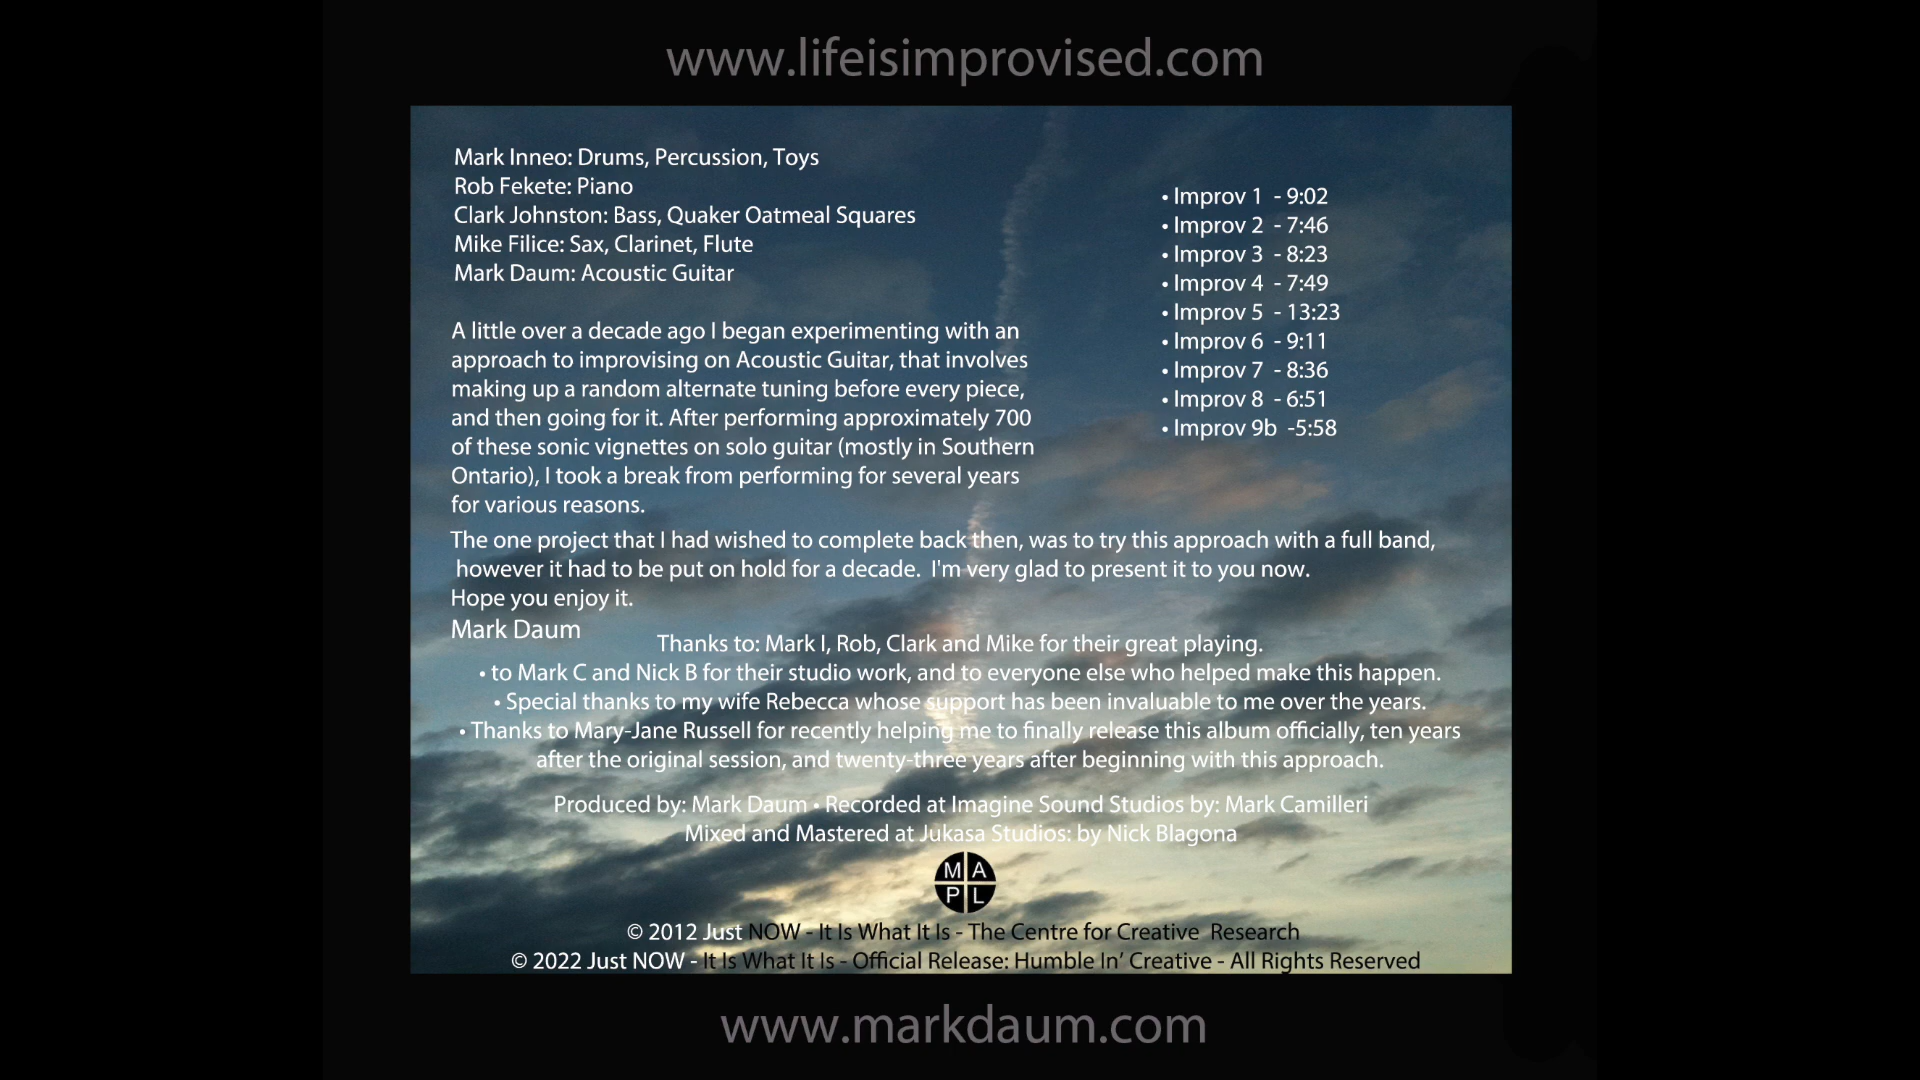 www.lifeisimprovised.com
Mark Inneo: Drums, Percussion, Toys
Rob Fekete: Piano
Clark Johnston: Bass, Quaker Oatmeal Squares
Mike Filice: Sax, Clarinet, Flute
Mark Daum: Acoustic Guitar
• Improv 1 - 9:02
• Improv 2 - 7:46
• Improv 3 - 8:23
• Improv 4 - 7:49
• Improv 5 - 13:23
• Improv 6 - 9:11
• Improv 7 - 8:36
• Improv 8 - 6:51
• Improv 9b -5:58
A little over a decade ago I began experimenting with an
approach to improvising on Acoustic Guitar, that involves
making up a random alternate tuning before every piece,
and then going for it. After performing approximately 700
of these sonic vignettes on solo guitar (mostly in Southern
Ontario), I took a break from performing for several years
for various reasons.
The one project that I had wished to complete back then, was to try this approach with a full band,
however it had to be put on hold for a decade. I'm very glad to present it to you now.
Hope you enjoy it.
Mark Daum
Thanks to: Mark I, Rob, Clark and Mike for their great playing.
• to Mark C and Nick B for their studio work, and to everyone else who helped make this happen.
• Special thanks to my wife Rebecca whose support has been invaluable to me over the years.
• Thanks to Mary-Jane Russell for recently helping me to finally release this album officially, ten years
after the original session, and twenty-three years after beginning with this approach.
Produced by: Mark Daum • Recorded at Imagine Sound Studios by: Mark Camilleri
Mixed and Mastered at Jukasa Studios: by Nick Blagona
M A
P L
© 2012 Just NOW - It Is What It Is - The Centre for Creative Research
© 2022 Just NOW - It Is What It Is - Official Release: Humble In’ Creative - All Rights Reserved
www.markdaum.com